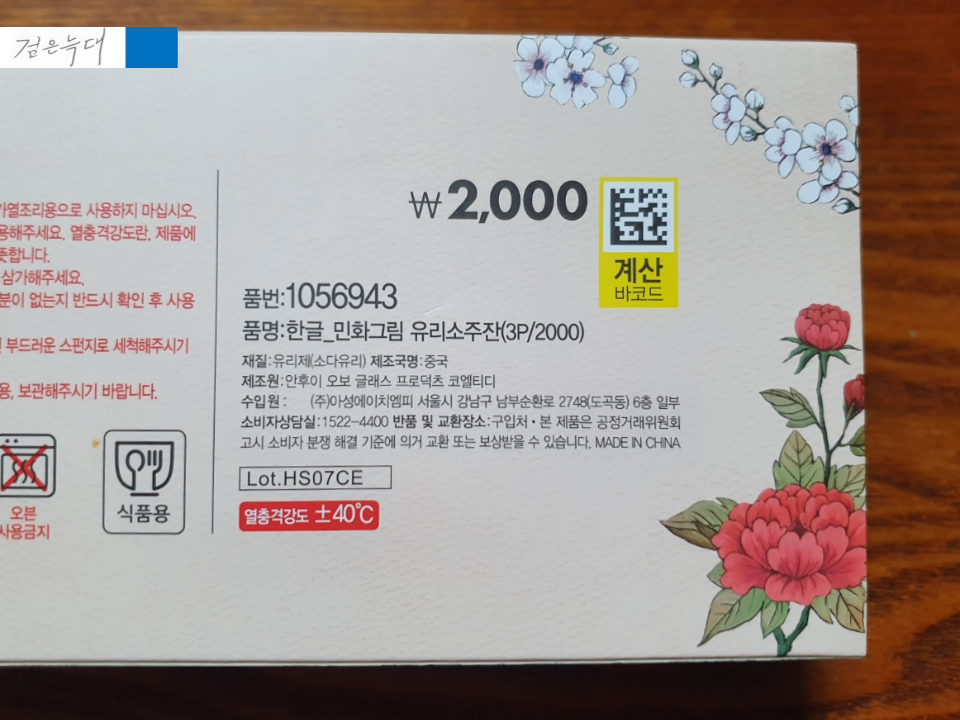 검은늑대
₩2,000
계산
바코드
가열조리용으로 사용하지 마십시오.
용해주세요. 열충격강도란, 제품에
뜻합니다.
삼가해주세요.
분이 없는지 반드시 확인 후 사용
부드러운 스펀지로 세척해주시기
용, 보관해주시기 바랍니다.
오븐
사용금지
식품용
품번:1056943
품명:한글_민화그림 유리소주잔(3P/2000)
재질:유리제(소다유리) 제조국명:중국
제조원:안후이 오보 글래스 프로덕츠 코엘티디
수입원 : (주)아성에이치엠피 서울시 강남구 남부순환로 2748(도곡동) 6층 일부
소비자상담실:1522-4400 반품 및 교환장소:구입처 • 본 제품은 공정거래위원회
고시 소비자 분쟁 해결 기준에 의거 교환 또는 보상받을 수 있습니다. MADE IN CHINA
Lot.HS07CE
열충격강도 ±40℃